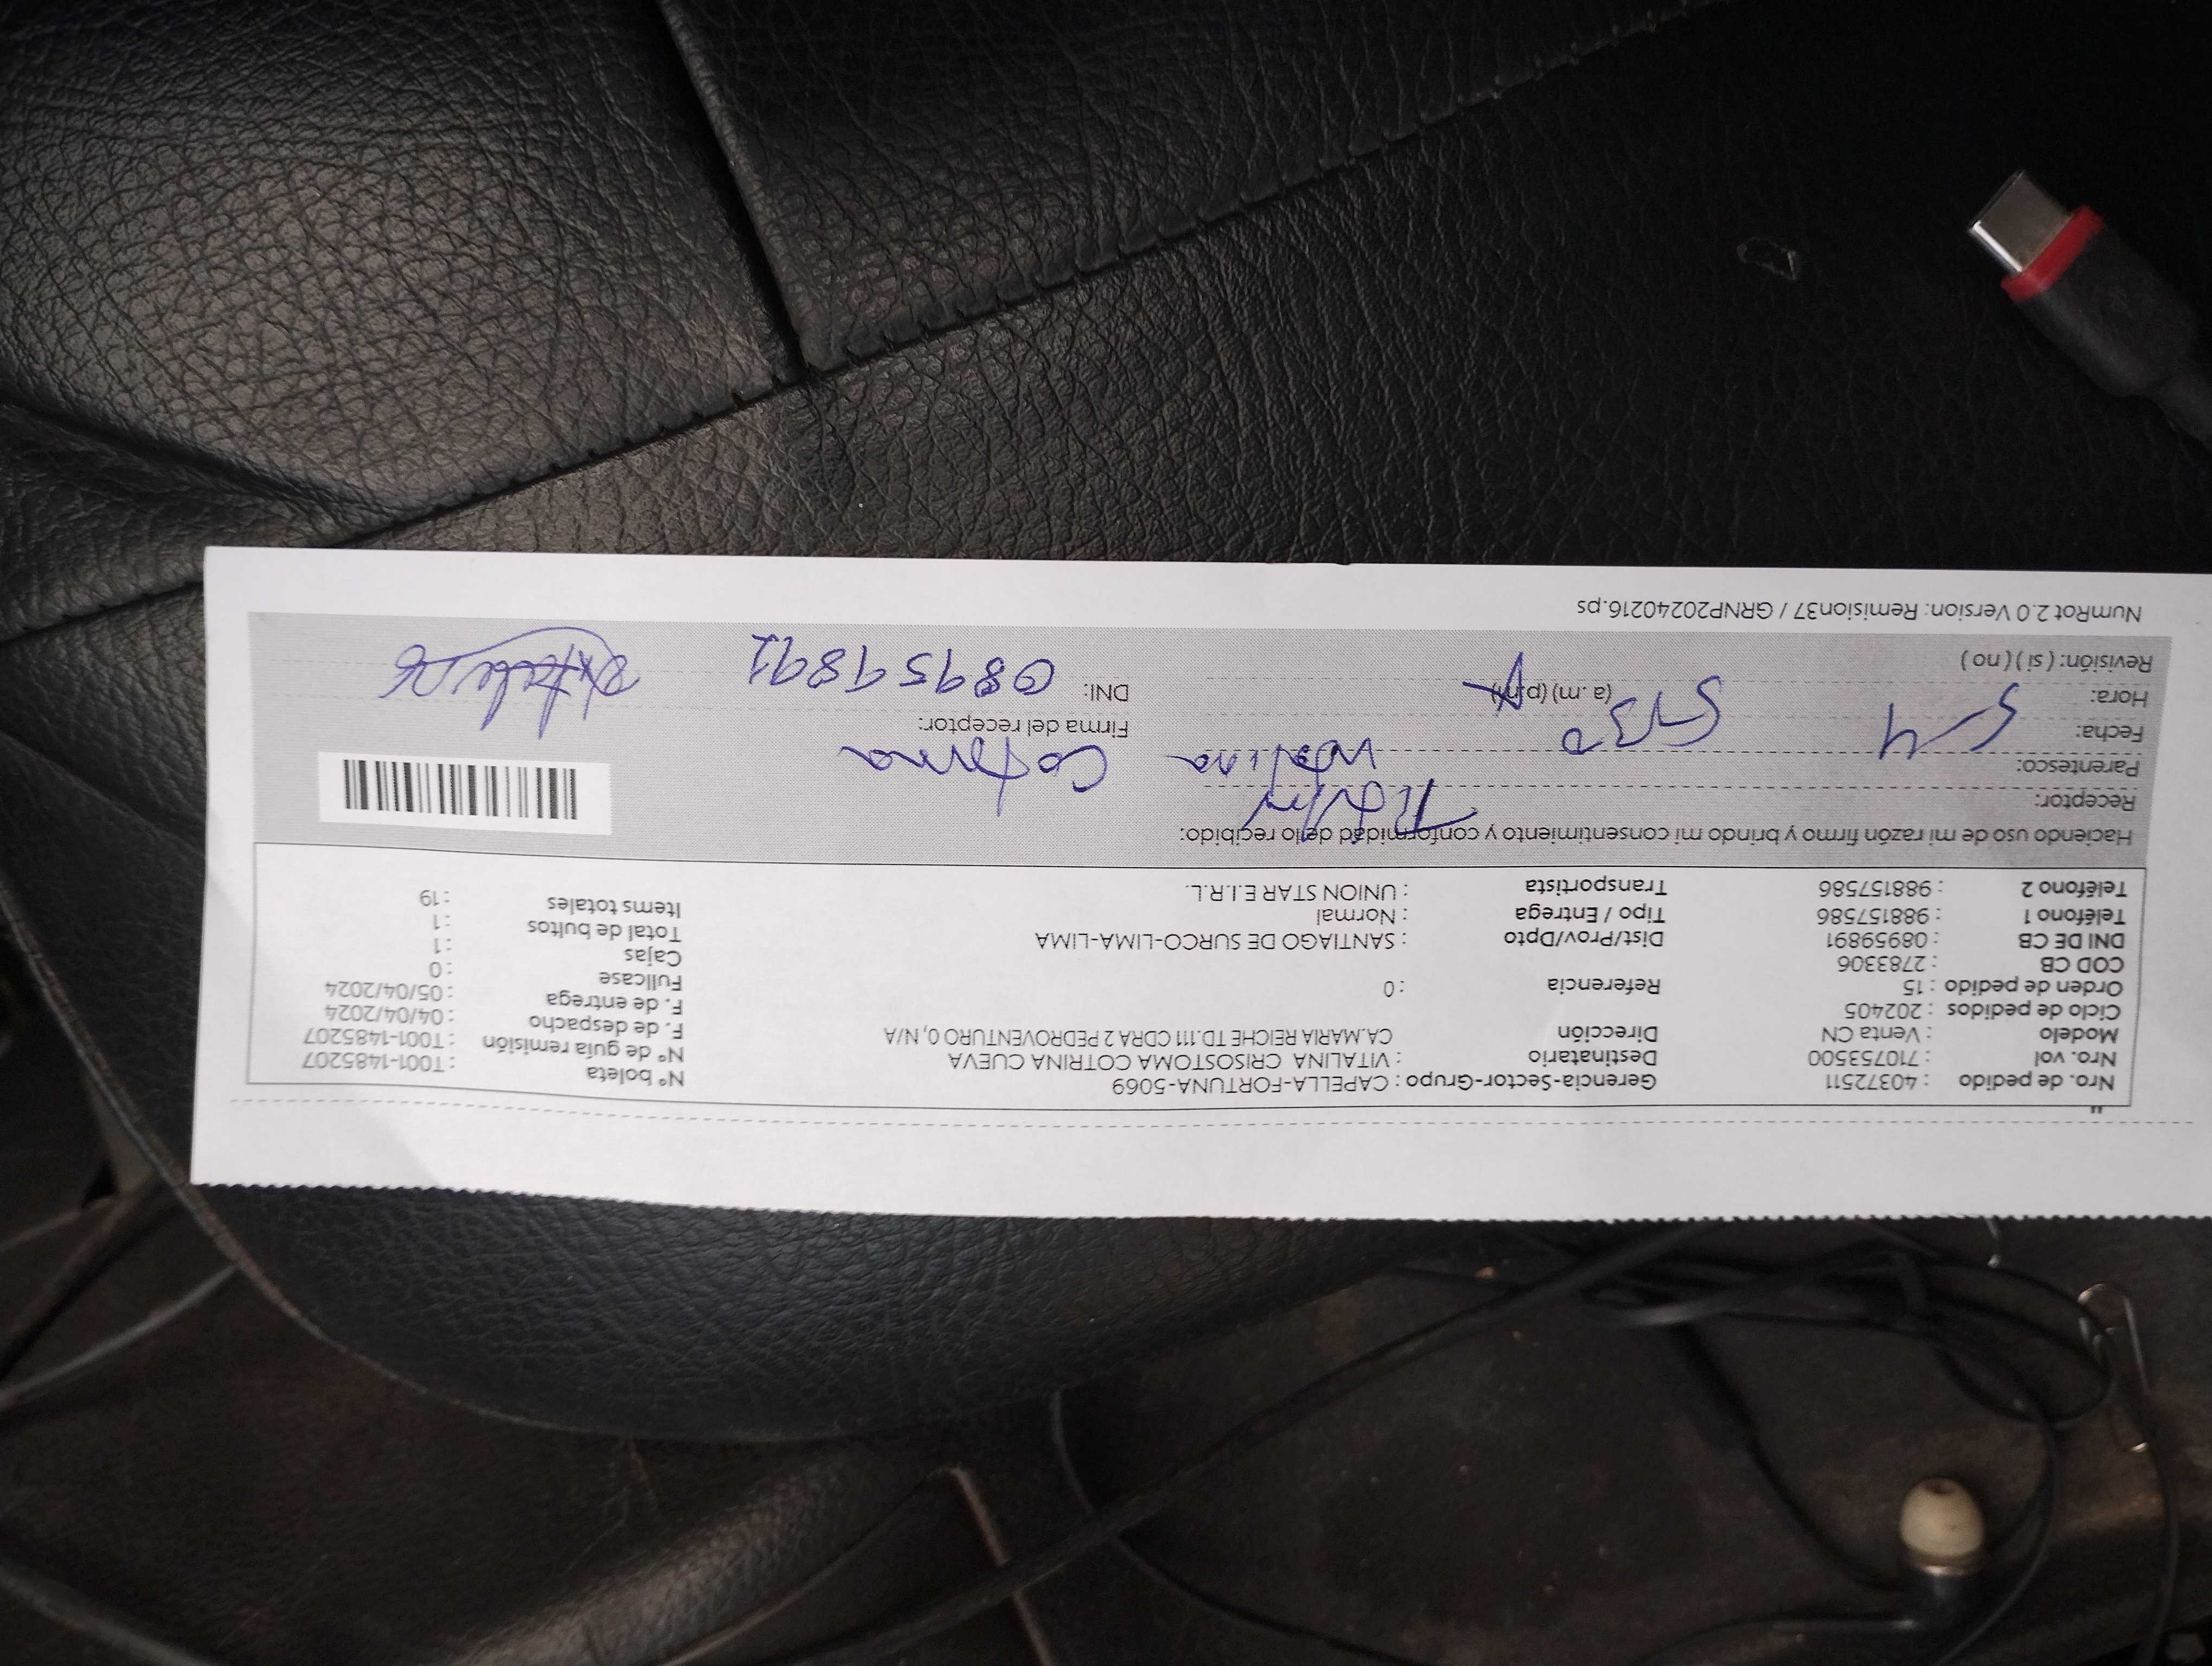 Nro. de pedido : 40372511 Gerencia-Sector-Grupo : CAPELLA-FORTUNA-5069 N° boleta : T001-1485207
Nro. vol : 710753500 Destinatario : VITALINA CRISOSTOMA COTRINA CUEVA N° de guía remisión : T001-1485207
Modelo : Venta CN Dirección CA.MARIA REICHE TD.111 CDRA 2 PEDROVENTURO 0, N/A F. de despacho : 04/04/2024
Ciclo de pedidos : 202405 F. de entrega : 05/04/2024
Orden de pedido : 15 Referencia : 0 Fullcase : 0
COD CB : 2783306 Cajas : 1
DNI DE CB : 08959891 Dist/Prov/Dpto : SANTIAGO DE SURCO-LIMA-LIMA Total de bultos : 1
Teléfono 1 : 988157586 Tipo / Entrega : Normal Items totales : 19
Teléfono 2 : 988157586 Transportista : UNION STAR E.I.R.L.
Haciendo uso de mi razón firmo y brindo mi consentimiento y conformidad de lo recibido:
Receptor:
Parentesco:
Fecha: 5-4 Firma del receptor:
Hora: (a. m) (p.m) DNI: 08959891
Revisión: ( si ) ( no )
NumRot 2.0 Version: Remision37 / GRNP20240216.ps